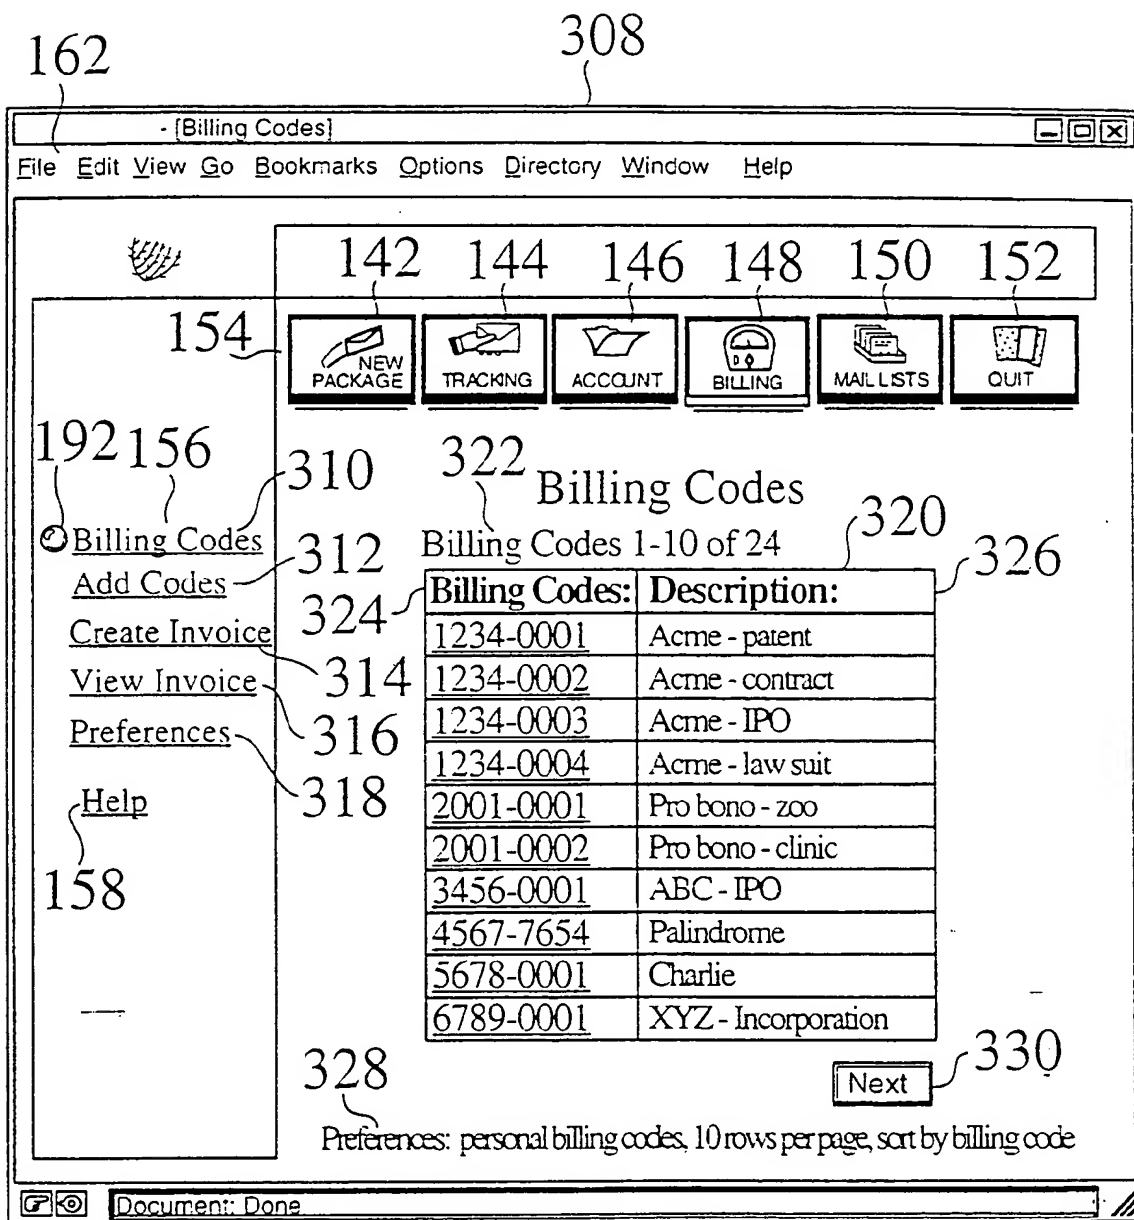 162
308
- [Billing Codes]
File Edit View Go Bookmarks Options Directory Window Help
142 144 146 148 150 152
154
NEW PACKAGE
TRACKING
ACCOUNT
BILLING
MAIL LISTS
QUIT
192 156
310
322
Billing Codes
Billing Codes
312
Add Codes
Create Invoice
314
View Invoice
316
Preferences
318
Help
158
Billing Codes 1-10 of 24
320
324
326
Billing Codes: Description:
1234-0001 Acme - patent
1234-0002 Acme - contract
1234-0003 Acme - IPO
1234-0004 Acme - law suit
2001-0001 Pro bono - zoo
2001-0002 Pro bono - clinic
3456-0001 ABC - IPO
4567-7654 Palindrome
5678-0001 Charlie
6789-0001 XYZ - Incorporation
328
Next
330
Preferences: personal billing codes, 10 rows per page, sort by billing code
Document: Done